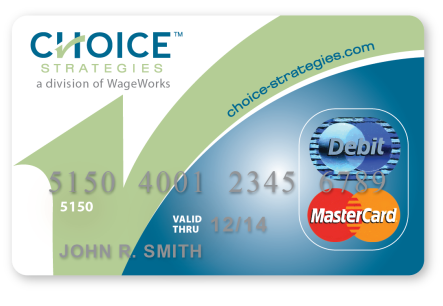 CHOICE™
STRATEGIES
a division of WageWorks
choice-strategies.com
Debit
5150 4001 2345 6789
5150
MasterCard
VALID
THRU 12/14
JOHN R. SMITH